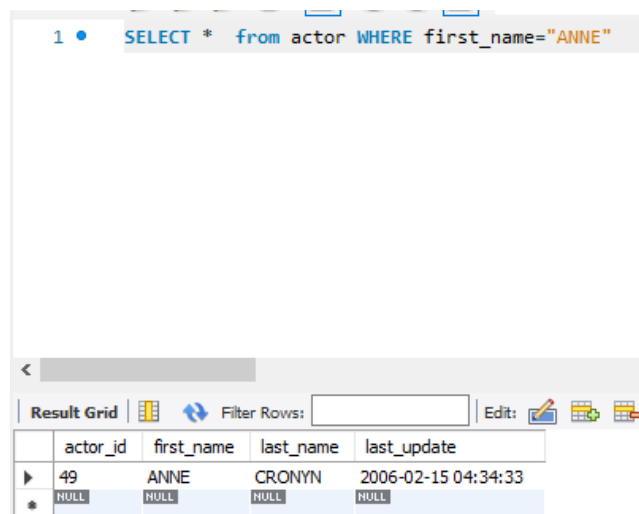 1 SELECT * from actor WHERE first_name="ANNE"
Result Grid Filter Rows: Edit:
actor_id first_name last_name last_update
49 ANNE CRONYN 2006-02-15 04:34:33
NULL NULL NULL NULL